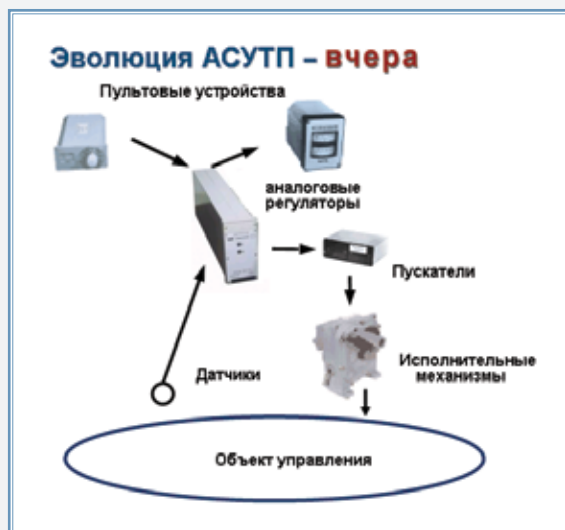 Эволюция АСУТП – вчера
Пультовые устройства
аналоговые
регуляторы
Пускатели
Датчики
Исполнительные
механизмы
Объект управления